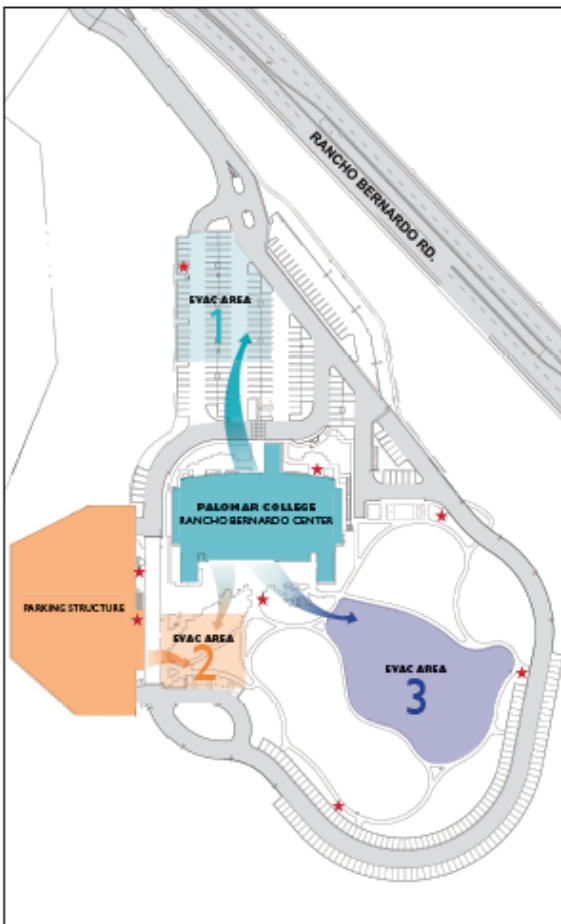 RANCHO BERNARDO RD.
EVAC AREA
1
PALOMAR COLLEGE
RANCHO BERNARDO CENTER
PARKING STRUCTURE
EVAC AREA
2
EVAC AREA
3